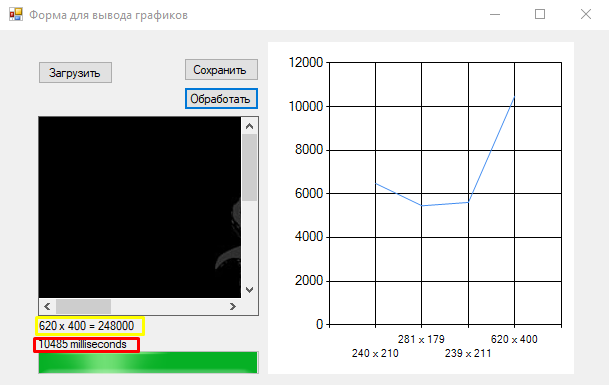 Форма для вывода графиков
Загрузить
Сохранить
Обработать
620 x 400 = 248000
10485 milliseconds
12000
10000
8000
6000
4000
2000
0
281 x 179
620 x 400
240 x 210
239 x 211